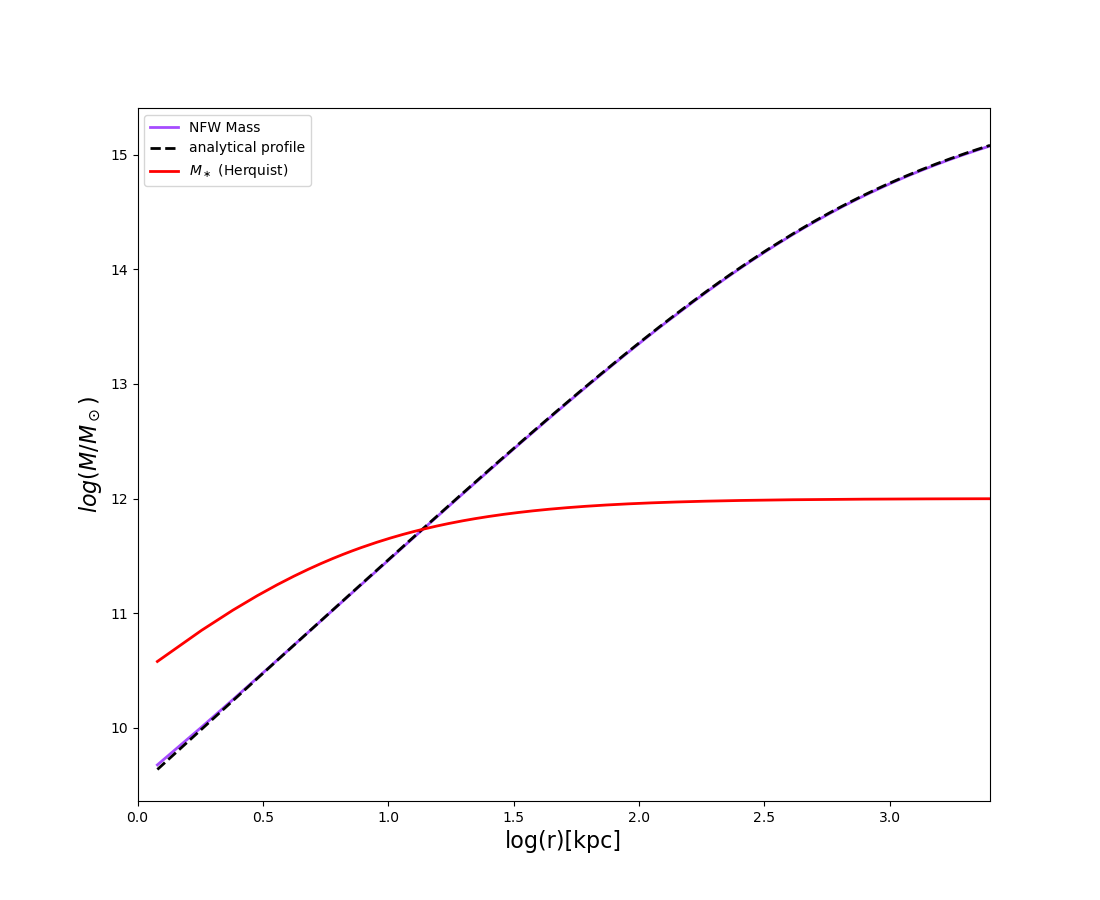 NFW Mass
analytical profile
M* (Herquist)
15
14
13
12
11
10
log(M/M⊙)
0.0 0.5 1.0 1.5 2.0 2.5 3.0
log(r)[kpc]